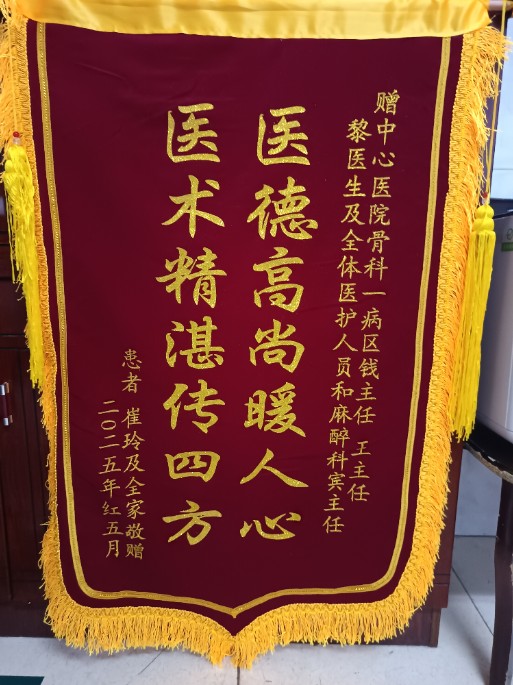 赠中心医院骨科一病区钱主任 王主任
黎医生及全体医护人员和麻醉科宾主任
医德高尚暖人心
医术精湛传四方
患者 崔玲及全家敬赠
二〇二五年红五月